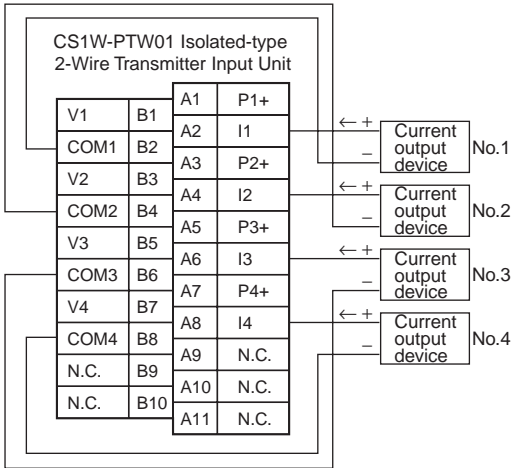 CS1W-PTW01 Isolated-type
2-Wire Transmitter Input Unit
V1 B1
COM1 B2
V2 B3
COM2 B4
V3 B5
COM3 B6
V4 B7
COM4 B8
N.C. B9
N.C. B10
A1 P1+
A2 I1
A3 P2+
A4 I2
A5 P3+
A6 I3
A7 P4+
A8 I4
A9 N.C.
A10 N.C.
A11 N.C.
← +
−
Current
output
device
No.1
← +
−
Current
output
device
No.2
← +
−
Current
output
device
No.3
← +
−
Current
output
device
No.4